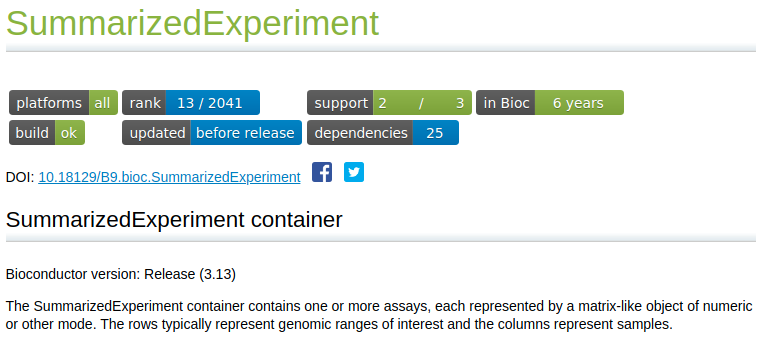 SummarizedExperiment
platforms all rank 13 / 2041 support 2 / 3 in Bioc 6 years
build ok updated before release dependencies 25
DOI: 10.18129/B9.bioc.SummarizedExperiment
SummarizedExperiment container
Bioconductor version: Release (3.13)
The SummarizedExperiment container contains one or more assays, each represented by a matrix-like object of numeric
or other mode. The rows typically represent genomic ranges of interest and the columns represent samples.